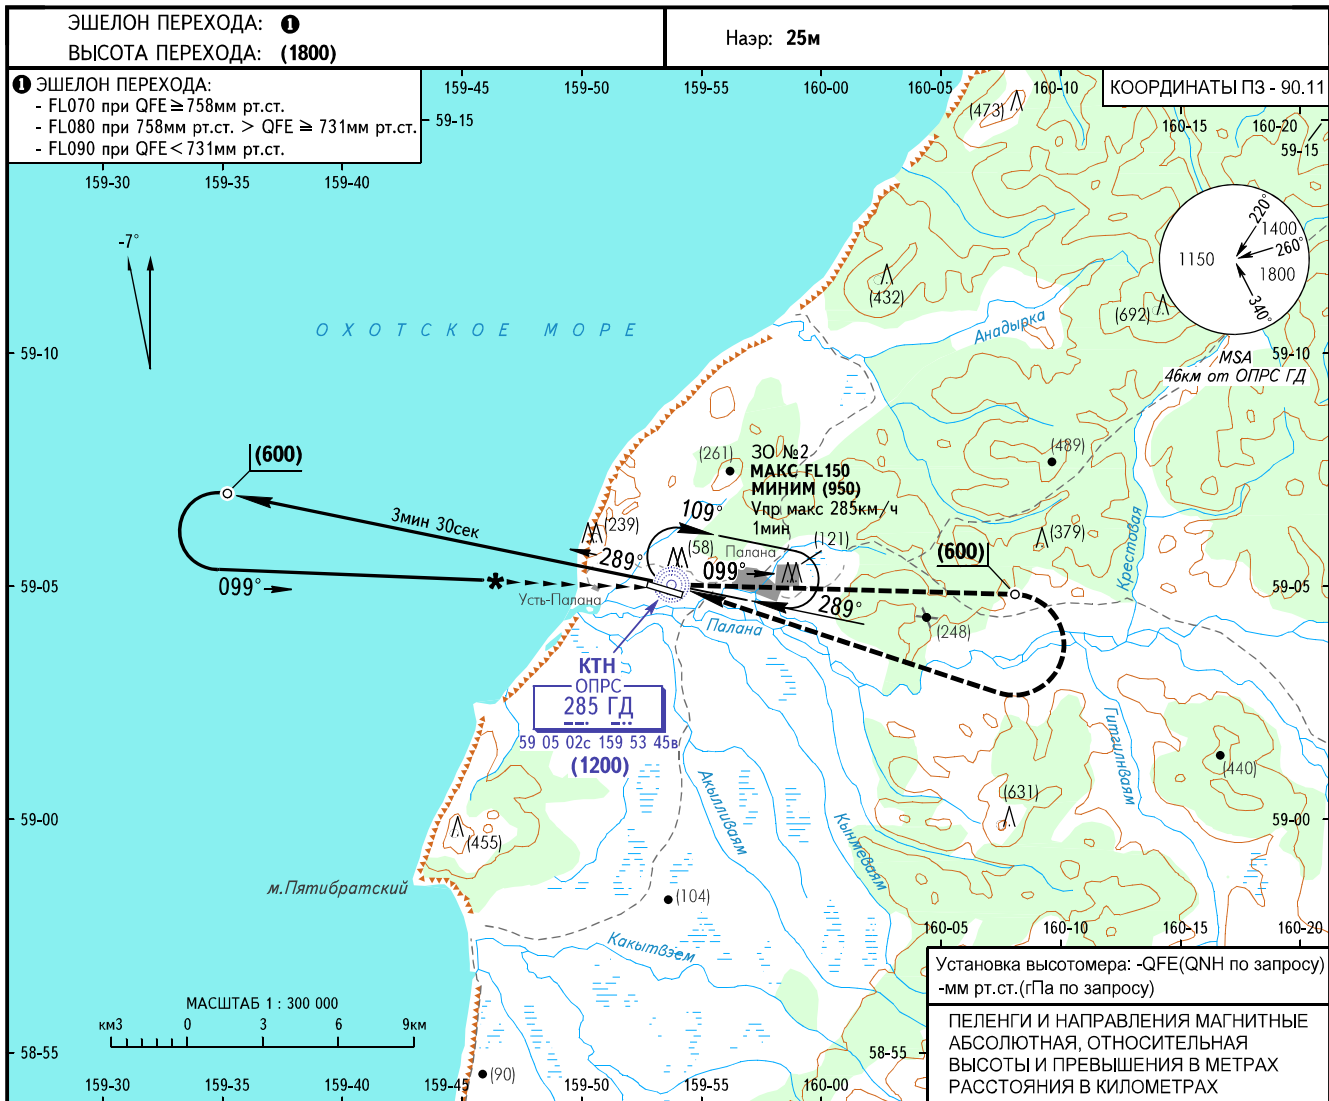 ЭШЕЛОН ПЕРЕХОДА: ❶
ВЫСОТА ПЕРЕХОДА: (1800)
Наэр: 25м
❶ ЭШЕЛОН ПЕРЕХОДА:
- FL070 при QFE ≧ 758мм рт.ст.
- FL080 при 758мм рт.ст. > QFE ≧ 731мм рт.ст.
- FL090 при QFE < 731мм рт.ст.
КООРДИНАТЫ ПЗ - 90.11
159-45
159-50
159-55
160-00
160-05
160-10
59-15
160-15
160-20
59-15
159-30
159-35
159-40
(473)
-7°
220°
1400
260°
1150
1800
340°
MSA
46км от ОПРС ГД
(432)
(692)
Анадырка
ОХОТСКОЕ МОРЕ
59-10
59-10
(600)
(261)
ЗО №2
МАКС FL150
МИНИМ (950)
Vпр макс 285км/ч
1мин
(489)
109°
3мин 30сек
(239)
(379)
(121)
(58)
Палана
(600)
Крестовая
289°
099°
59-05
099°
Усть-Палана
289°
59-05
Палана
(248)
КТН
ОПРС
285 ГД
59 05 02с 159 53 45в
(1200)
Гитгилнваям
(440)
Акылливаям
(631)
Кынмеваям
59-00
59-00
(455)
м.Пятибратский
(104)
Какытвэем
160-05
160-10
160-15
160-20
Установка высотомера: -QFE(QNH по запросу)
-мм рт.ст.(гПа по запросу)
МАСШТАБ 1 : 300 000
км3 0 3 6 9км
ПЕЛЕНГИ И НАПРАВЛЕНИЯ МАГНИТНЫЕ
АБСОЛЮТНАЯ, ОТНОСИТЕЛЬНАЯ
ВЫСОТЫ И ПРЕВЫШЕНИЯ В МЕТРАХ
РАССТОЯНИЯ В КИЛОМЕТРАХ
58-55
58-55
(90)
159-30
159-35
159-40
159-45
159-50
159-55
160-00